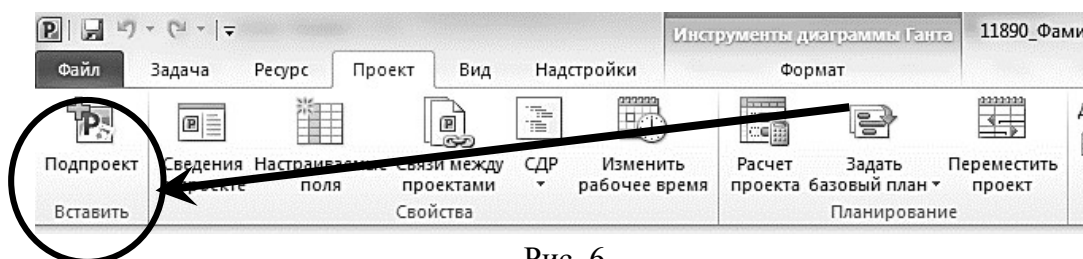 Инструменты диаграммы Ганта 11890_Фами
Файл Задача Ресурс Проект Вид Надстройки Формат
Подпроект Сведения Настраиваемые Связи между СДР Изменить Расчет Задать Переместить
проекте поля проектами рабочее время проекта базовый план проект
Вставить Свойства Планирование
Рис. 6